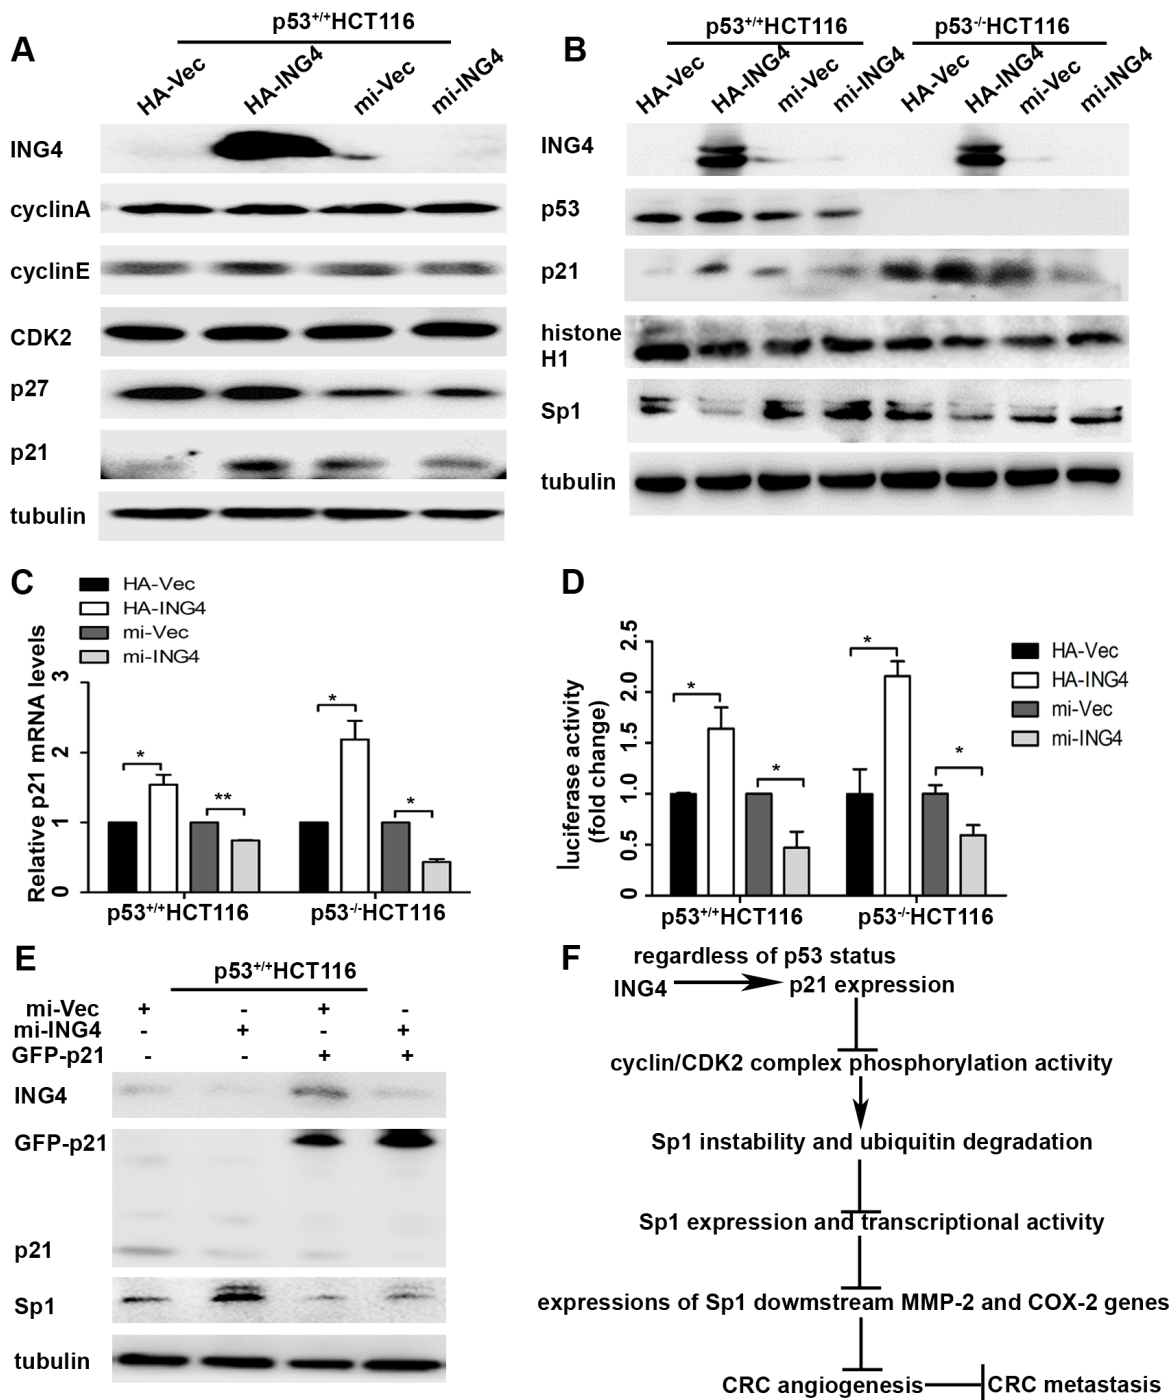 A
p53+/+HCT116
HA-Vec
HA-ING4
mi-Vec
mi-ING4
ING4
cyclinA
cyclinE
CDK2
p27
p21
tubulin
B
p53+/+HCT116
p53-/-HCT116
HA-Vec
HA-ING4
mi-Vec
mi-ING4
HA-Vec
HA-ING4
mi-Vec
mi-ING4
ING4
p53
p21
histone
H1
Sp1
tubulin
C
HA-Vec
HA-ING4
mi-Vec
mi-ING4
Relative p21 mRNA levels
3
2
1
0
*
**
*
*
p53+/+HCT116
p53-/-HCT116
D
luciferase activity
(fold change)
2.5
2.0
1.5
1.0
0.5
0
*
*
*
*
HA-Vec
HA-ING4
mi-Vec
mi-ING4
p53+/+HCT116
p53-/-HCT116
E
p53+/+HCT116
mi-Vec + - + -
mi-ING4 - + - +
GFP-p21 - - + +
ING4
GFP-p21
p21
Sp1
tubulin
F
regardless of p53 status
ING4 p21 expression
cyclin/CDK2 complex phosphorylation activity
Sp1 instability and ubiquitin degradation
Sp1 expression and transcriptional activity
expressions of Sp1 dowmstream MMP-2 and COX-2 genes
CRC angiogenesis CRC metastasis